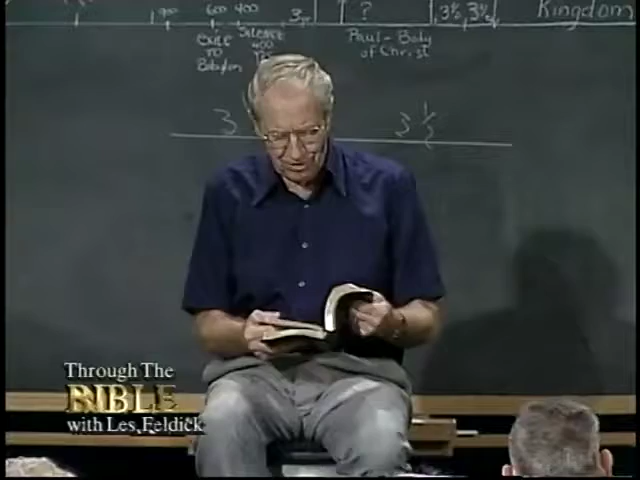 900 600 400 3yr ? 3½ 3½ Kingdom
EXILE TO Babylon
SILENCE 400
Paul - Body of Christ
3 3½
Through The
BIBLE
with Les Feldick